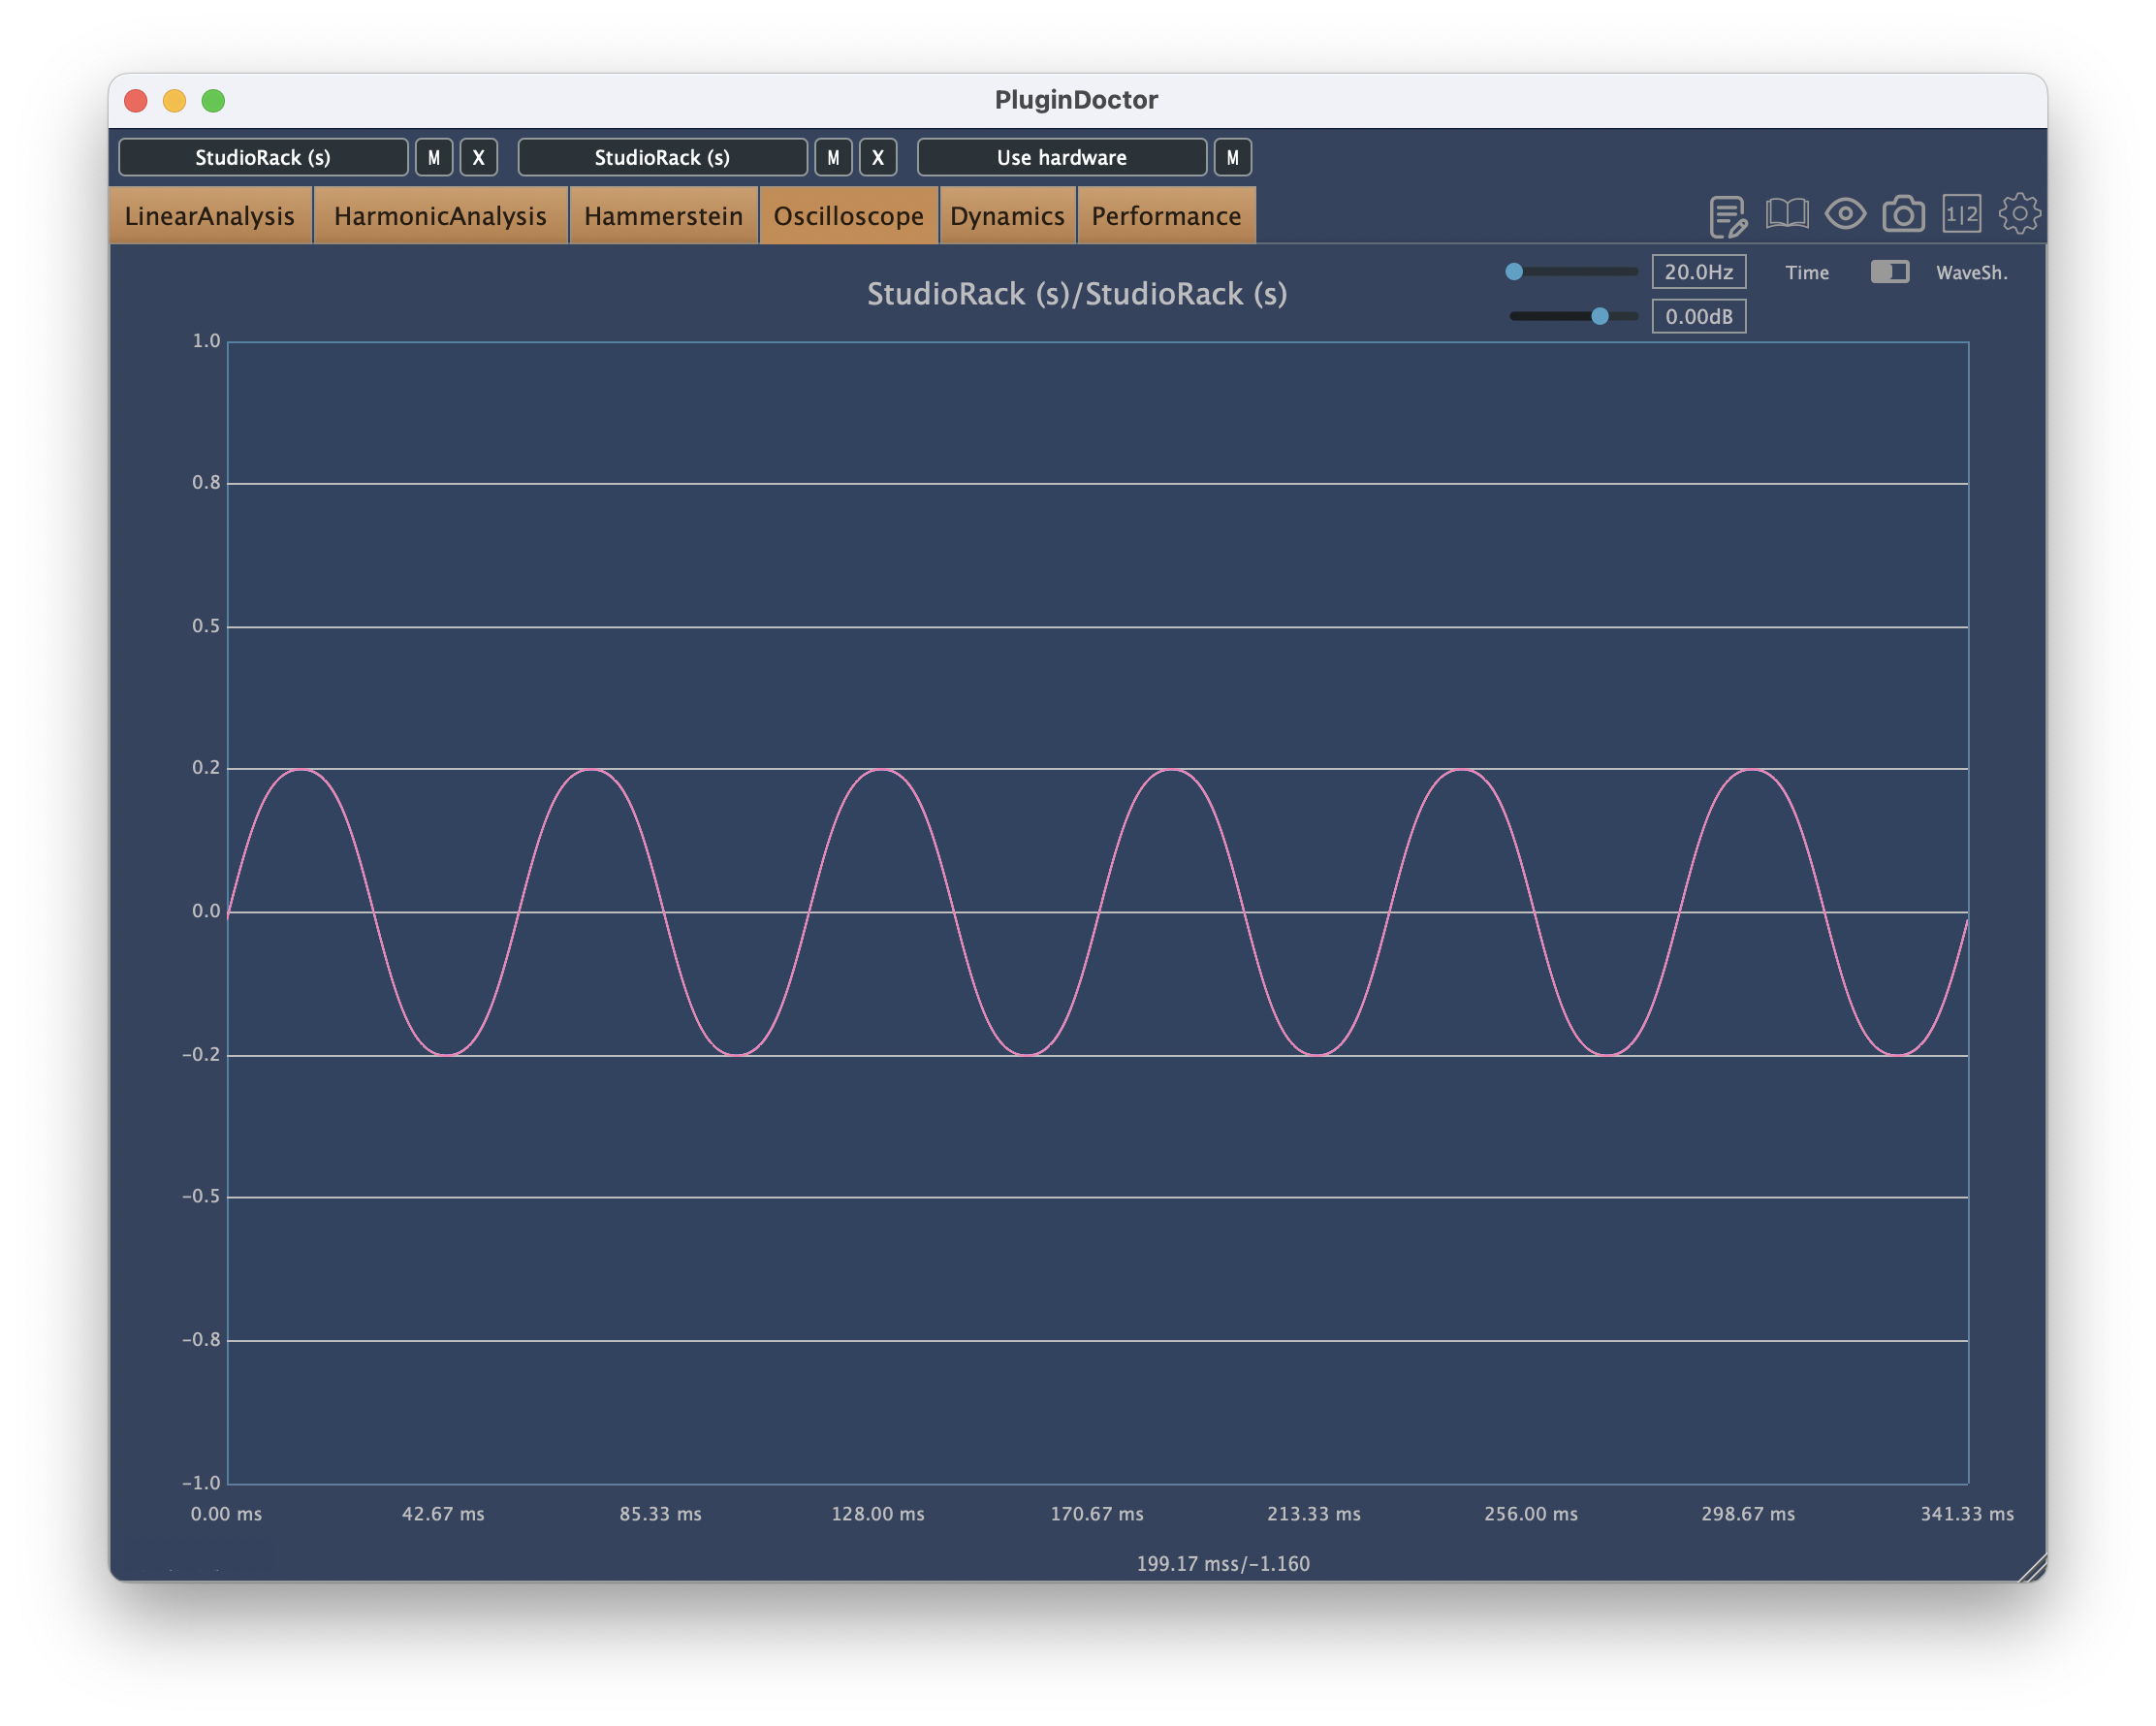 PluginDoctor
StudioRack (s) M X StudioRack (s) M X Use hardware M
LinearAnalysis HarmonicAnalysis Hammerstein Oscilloscope Dynamics Performance 1|2
StudioRack (s)/StudioRack (s) 20.0Hz Time WaveSh.
0.00dB
1.0
0.8
0.5
0.2
0.0
-0.2
-0.5
-0.8
-1.0
0.00 ms 42.67 ms 85.33 ms 128.00 ms 170.67 ms 213.33 ms 256.00 ms 298.67 ms 341.33 ms
199.17 mss/-1.160